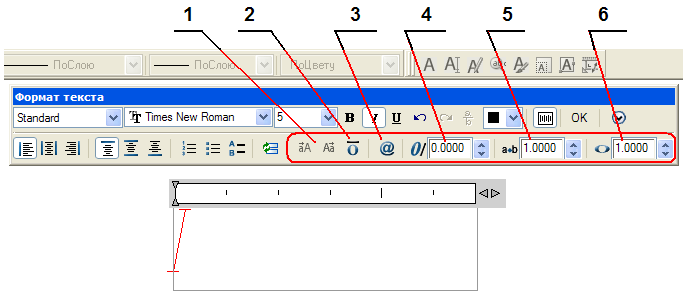 1 2 3 4 5 6
ПоСлою ПоСлою ПоЦвету
Формат текста
Standard Times New Roman 5 B I U OK
0.0000 a+b 1.0000 1.0000